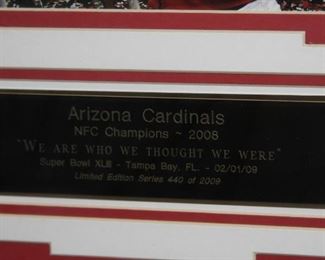 Arizona Cardinals
NFC Champions ~ 2008
"We are who we thought we were"
Super Bowl XLIII - Tampa Bay, FL. - 02/01/09
Limited Edition Series 440 of 2009